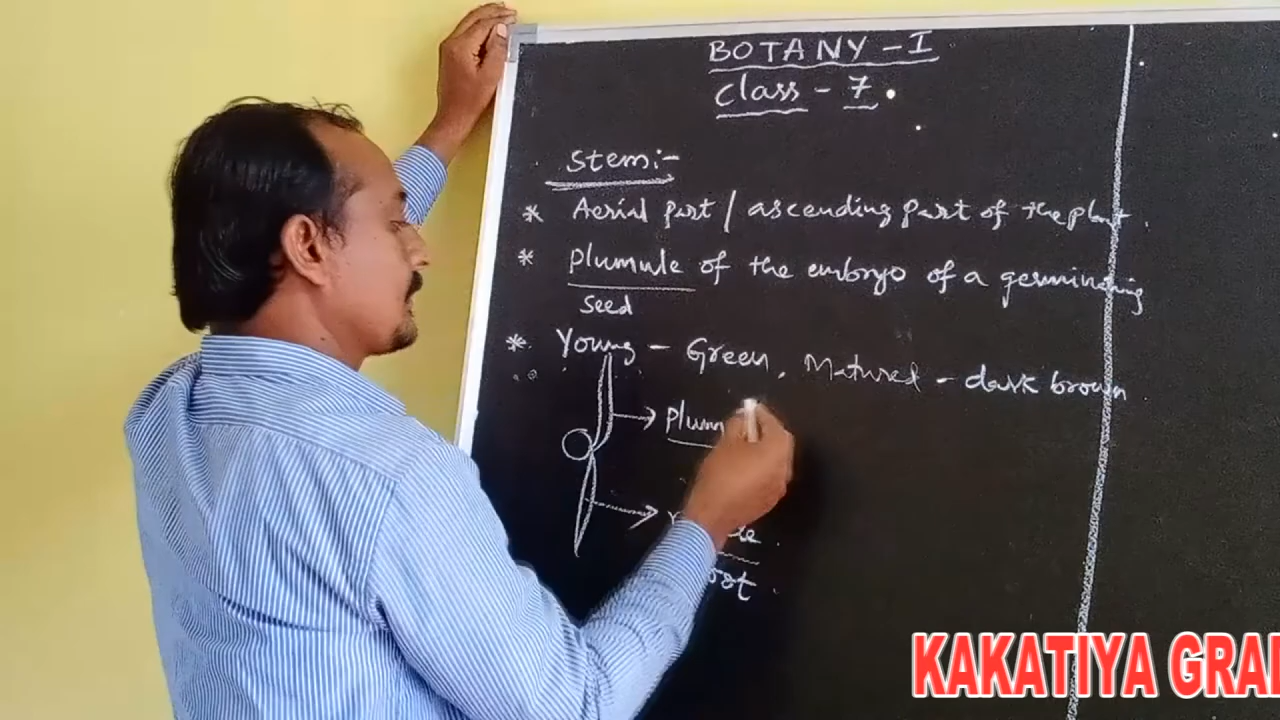 BOTANY - I
Class - 7.
Stem:-
* Aerial part / ascending part of the plant.
* Plumule of the embryo of a germinating
seed
* Young - Green, Matured - dark brown
KAKATIYA GRA